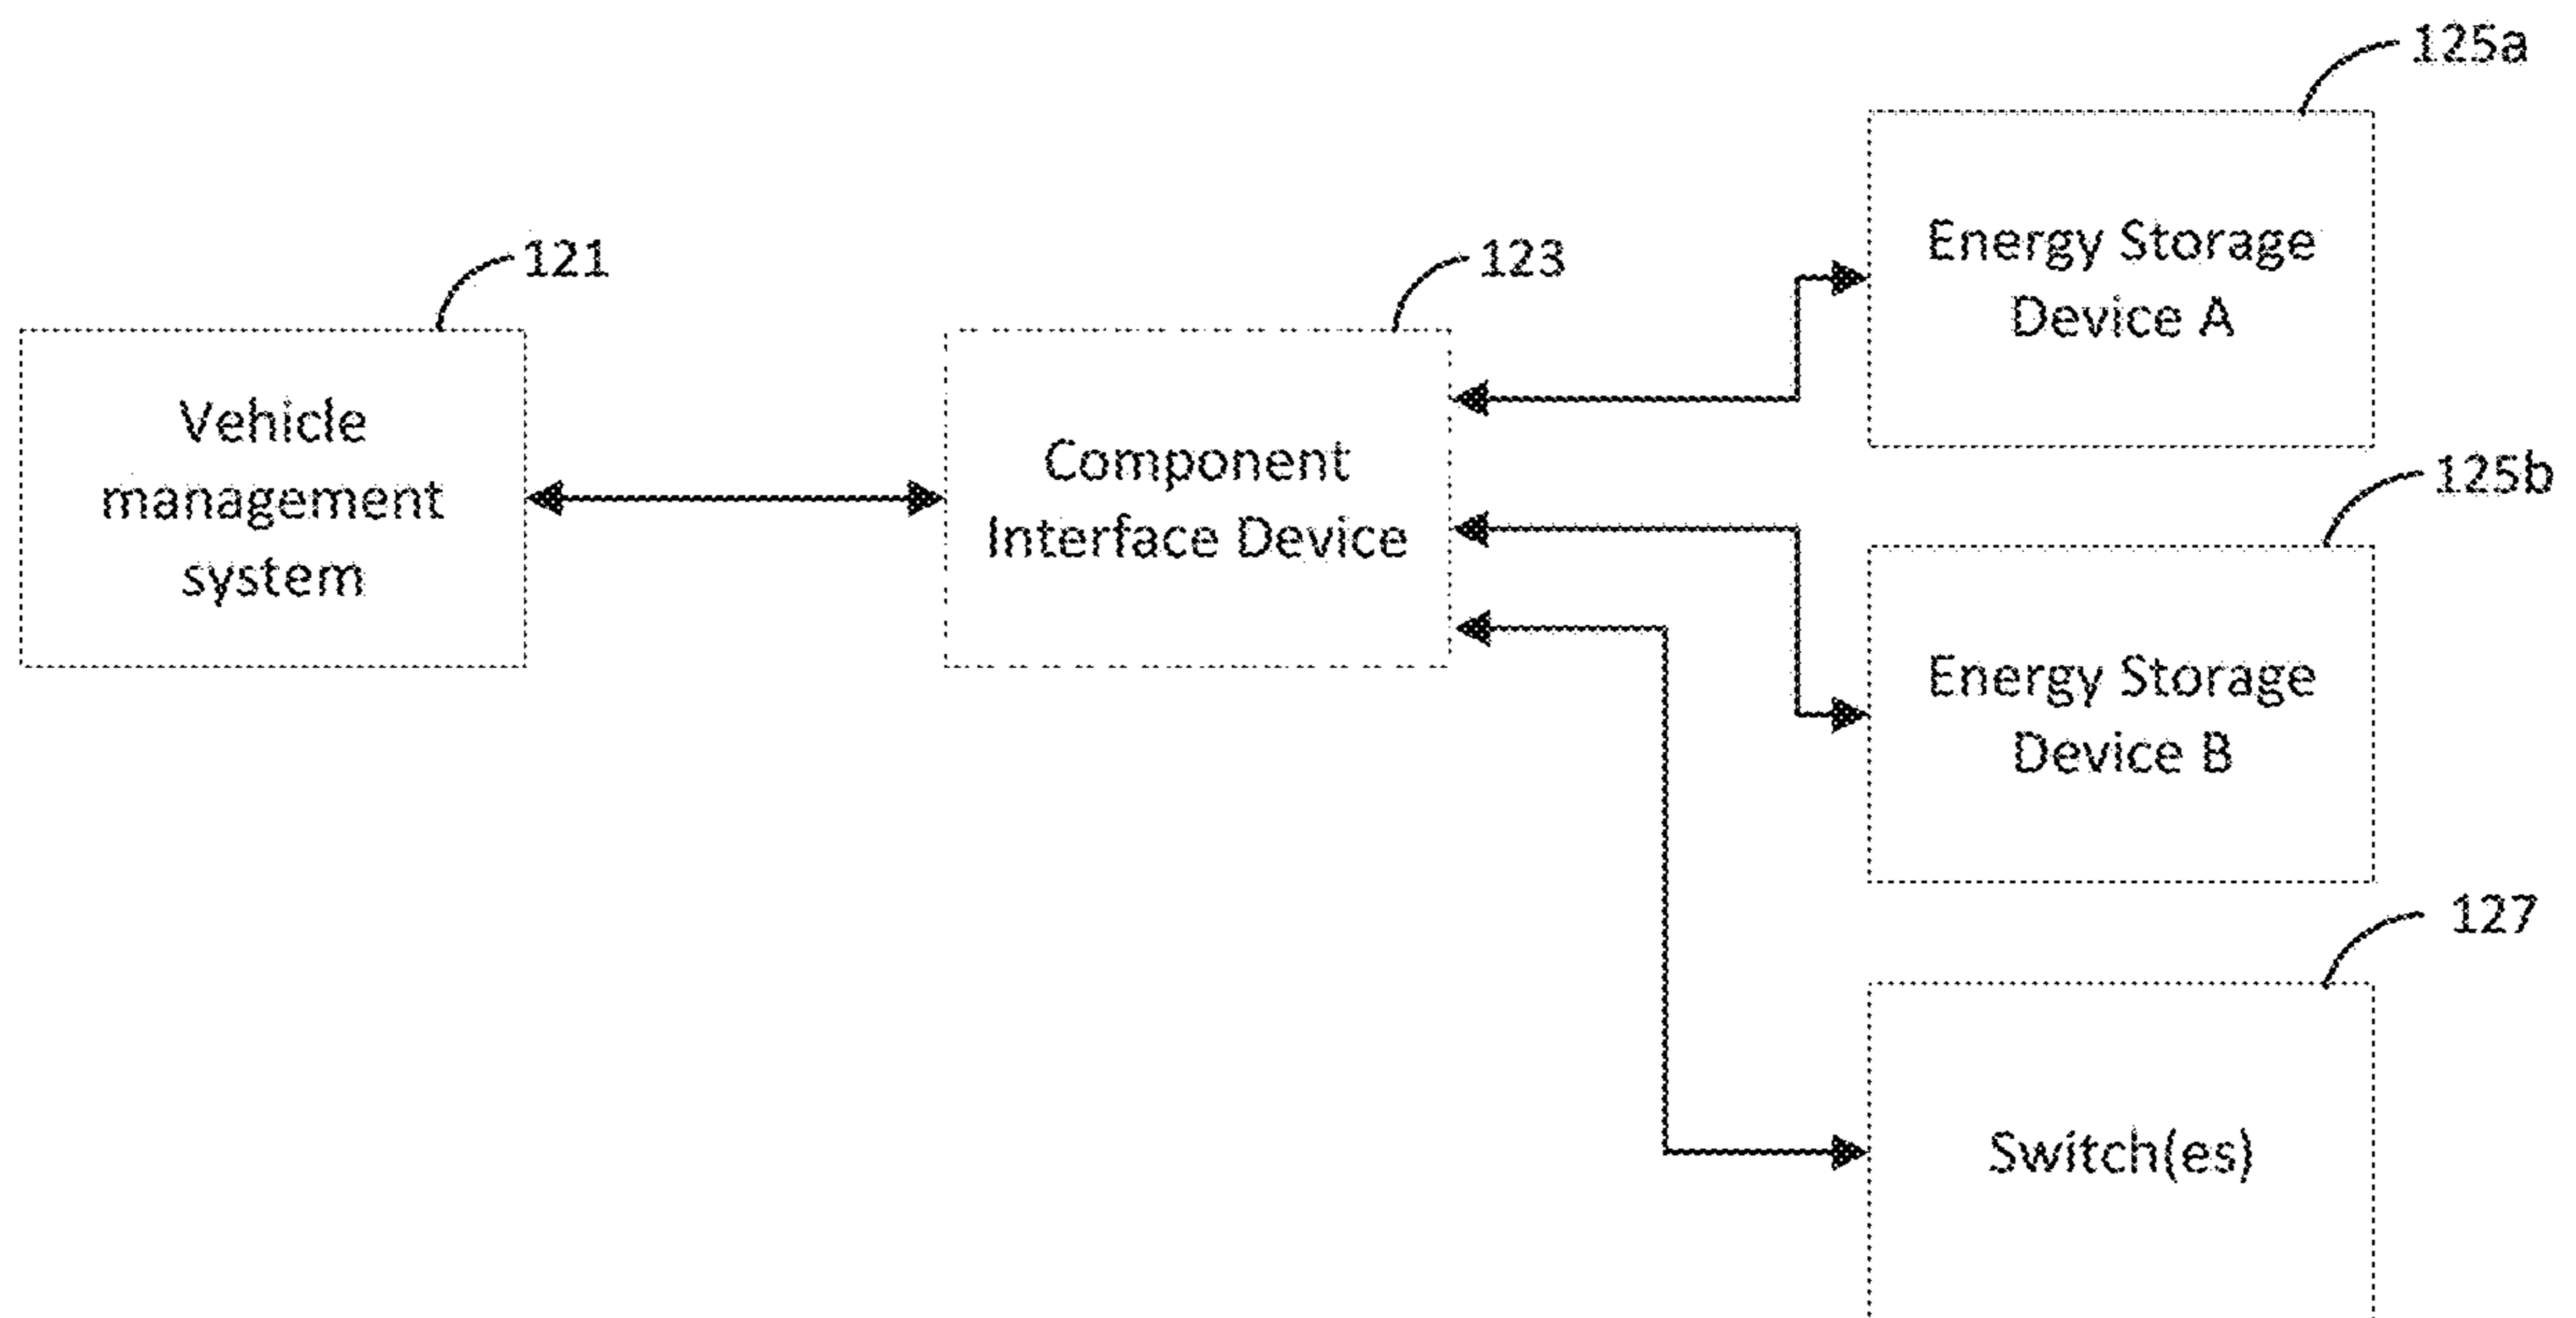 125a
Energy Storage
Device A
121
123
Vehicle
management
system
Component
Interface Device
125b
Energy Storage
Device B
127
Switch(es)